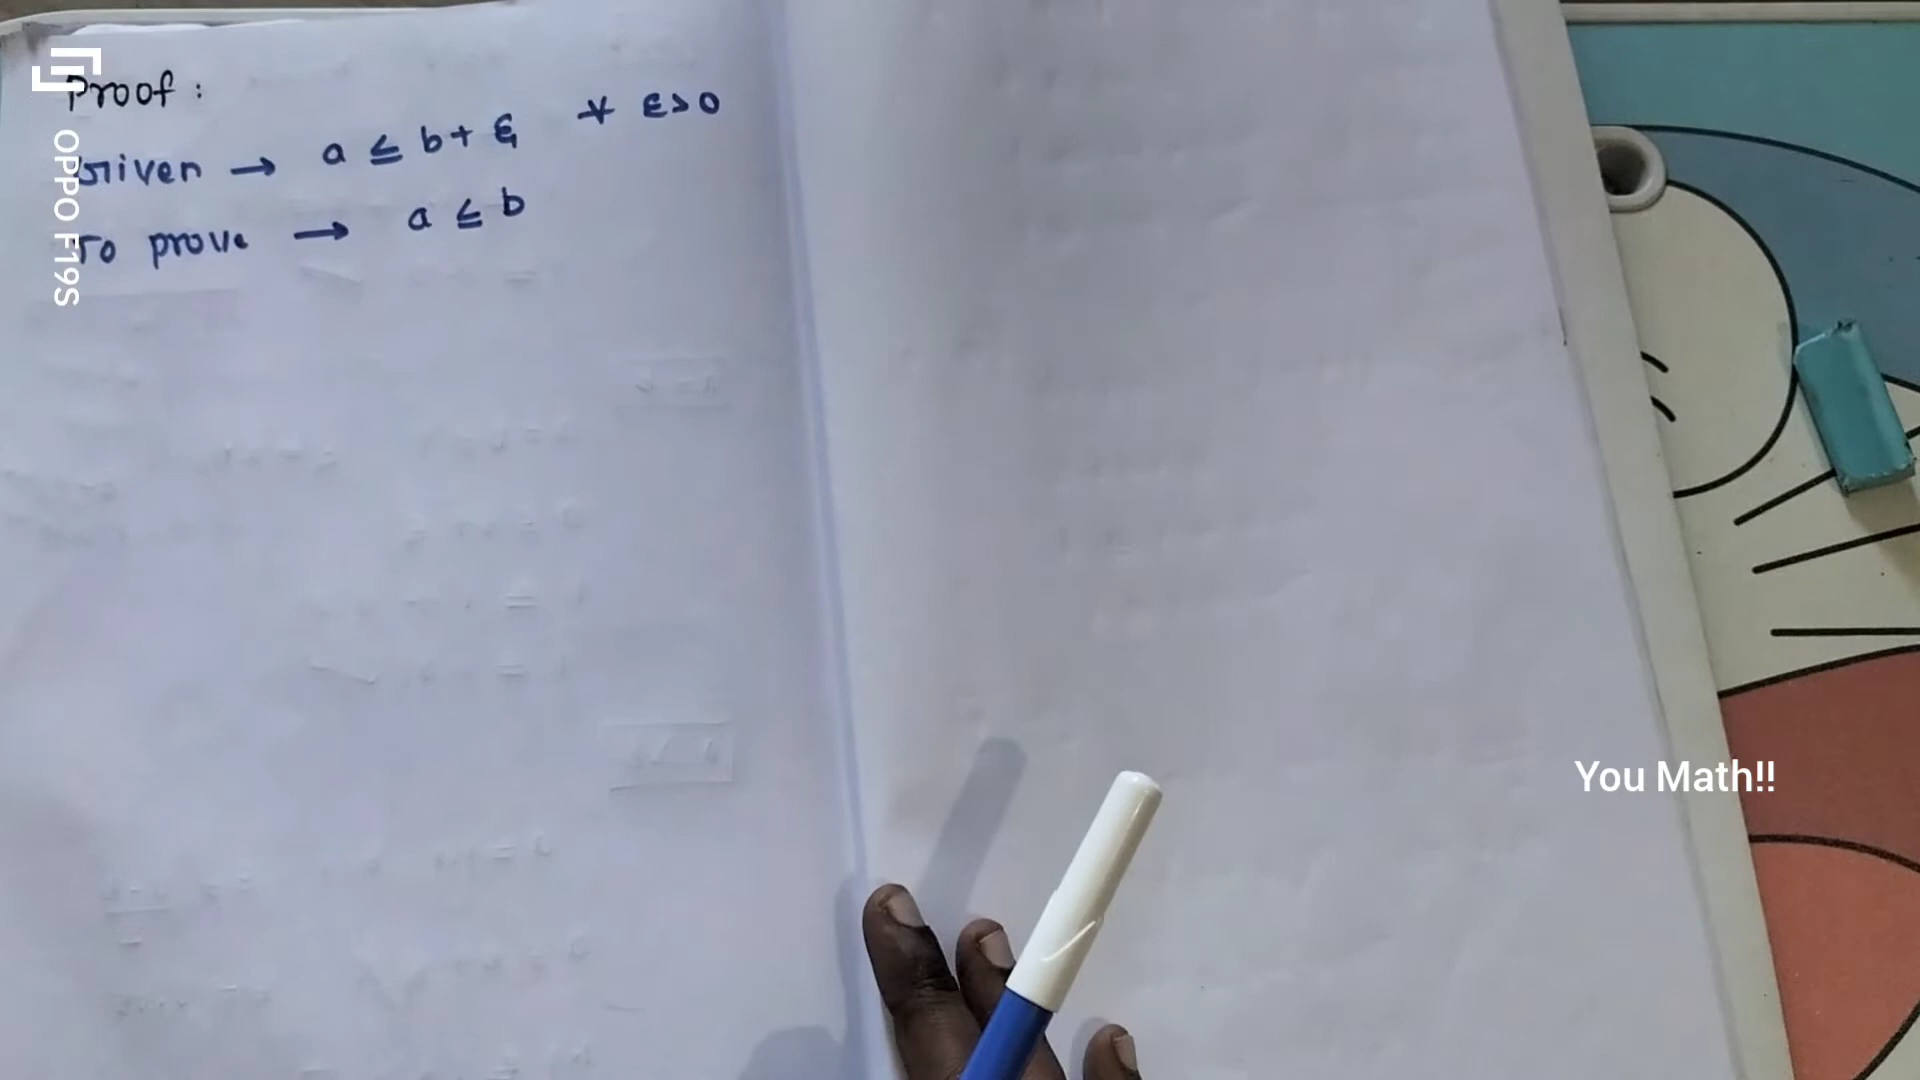 Proof :
Given → a ≤ b + ε ∀ ε > 0
To prove → a ≤ b
OPPO F19S
You Math!!